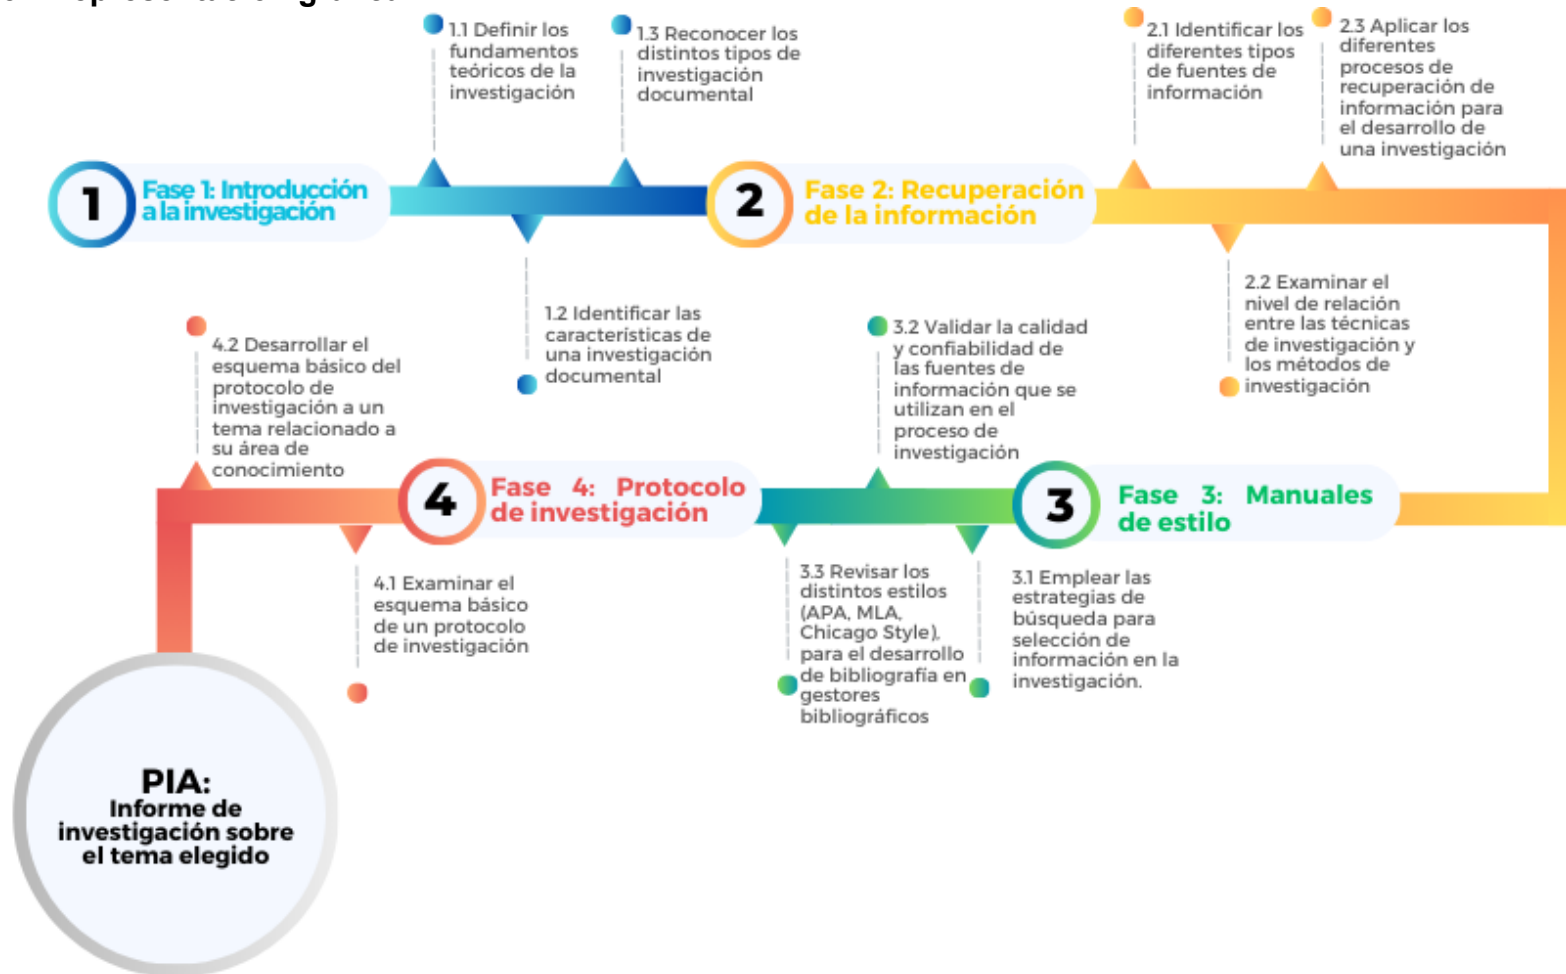 1.1 Definir los
fundamentos
teóricos de la
investigación
1.3 Reconocer los
distintos tipos de
investigación
documental
2.1 Identificar los
diferentes tipos
de fuentes de
información
2.3 Aplicar los
diferentes
procesos de
recuperación de
información para
el desarrollo de
una investigación
1
Fase 1: Introducción
a la investigación
2
Fase 2: Recuperación
de la información
1.2 Identificar las
características de
una investigación
documental
2.2 Examinar el
nivel de relación
entre las técnicas
de investigación y
los métodos de
investigación
4.2 Desarrollar el
esquema básico del
protocolo de
investigación a un
tema relacionado a
su área de
conocimiento
3.2 Validar la calidad
y confiabilidad de
las fuentes de
información que se
utilizan en el
proceso de
investigación
4
Fase 4: Protocolo
de investigación
3
Fase 3: Manuales
de estilo
4.1 Examinar el
esquema básico
de un protocolo
de investigación
3.3 Revisar los
distintos estilos
(APA, MLA,
Chicago Style),
para el desarrollo
de bibliografía en
gestores
bibliográficos
3.1 Emplear las
estrategias de
búsqueda para
selección de
información en la
investigación.
PIA:
Informe de
investigación sobre
el tema elegido